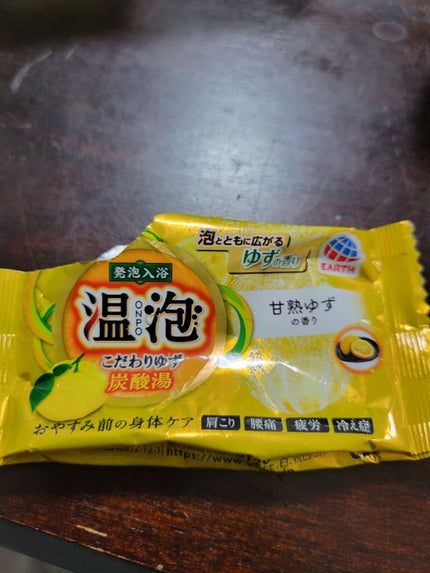 泡とともに広がる
ゆずの香り
EARTH
発泡入浴
温泡
ONPO
こだわりゆず
炭酸湯
甘熟ゆず
の香り
おやすみ前の身体ケア 肩こり 腰痛 疲労 冷え症
https://www.